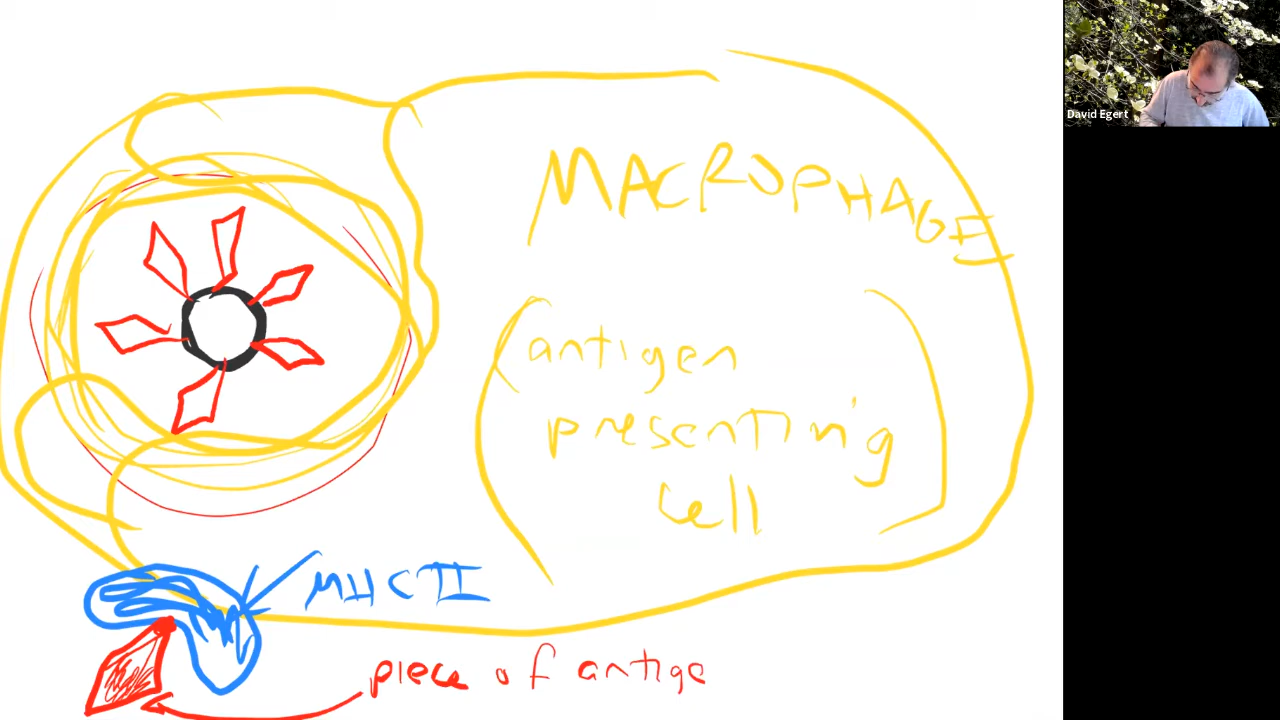 David Egert
MACROPHAGE
(antigen
presenting
cell)
MHC II
piece of antige